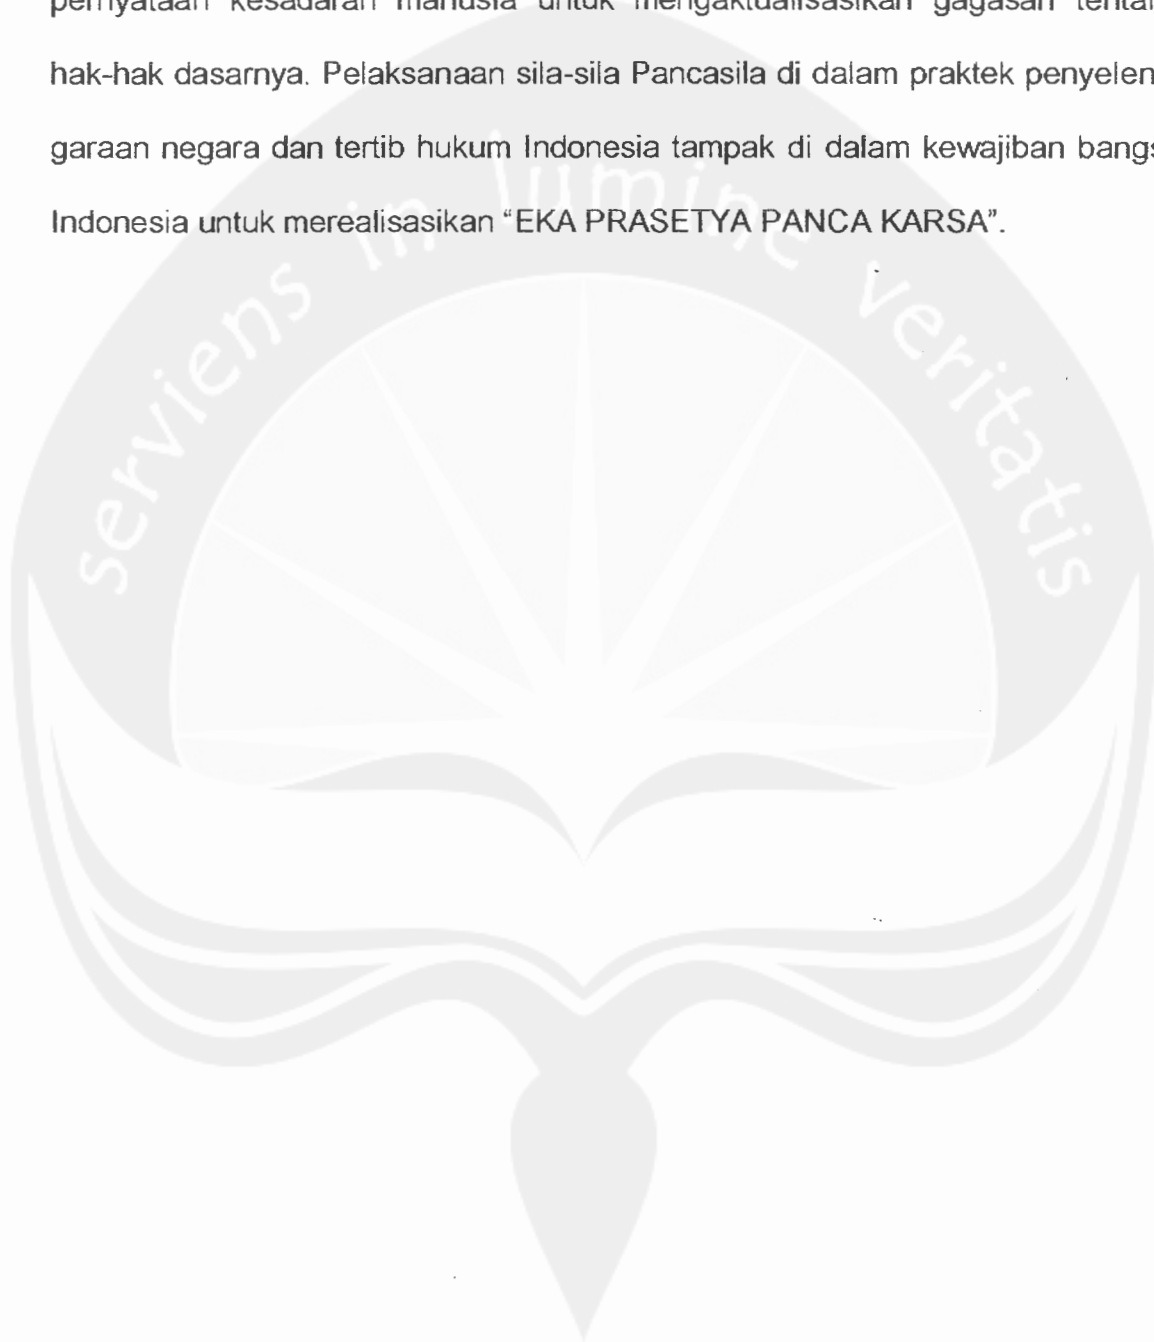 pernyataan kesadaran manusia untuk mengaktualisasikan gagasan
hak-hak dasarnya. Pelaksanaan sila-sila Pancasila di dalam praktek penyelen
garaan negara dan tertib hukum Indonesia tampak di dalam kewajiban bangs
Indonesia untuk merealisasikan “EKA PRASETYA PANCA KARSA”.
serviens in lumine veritatis